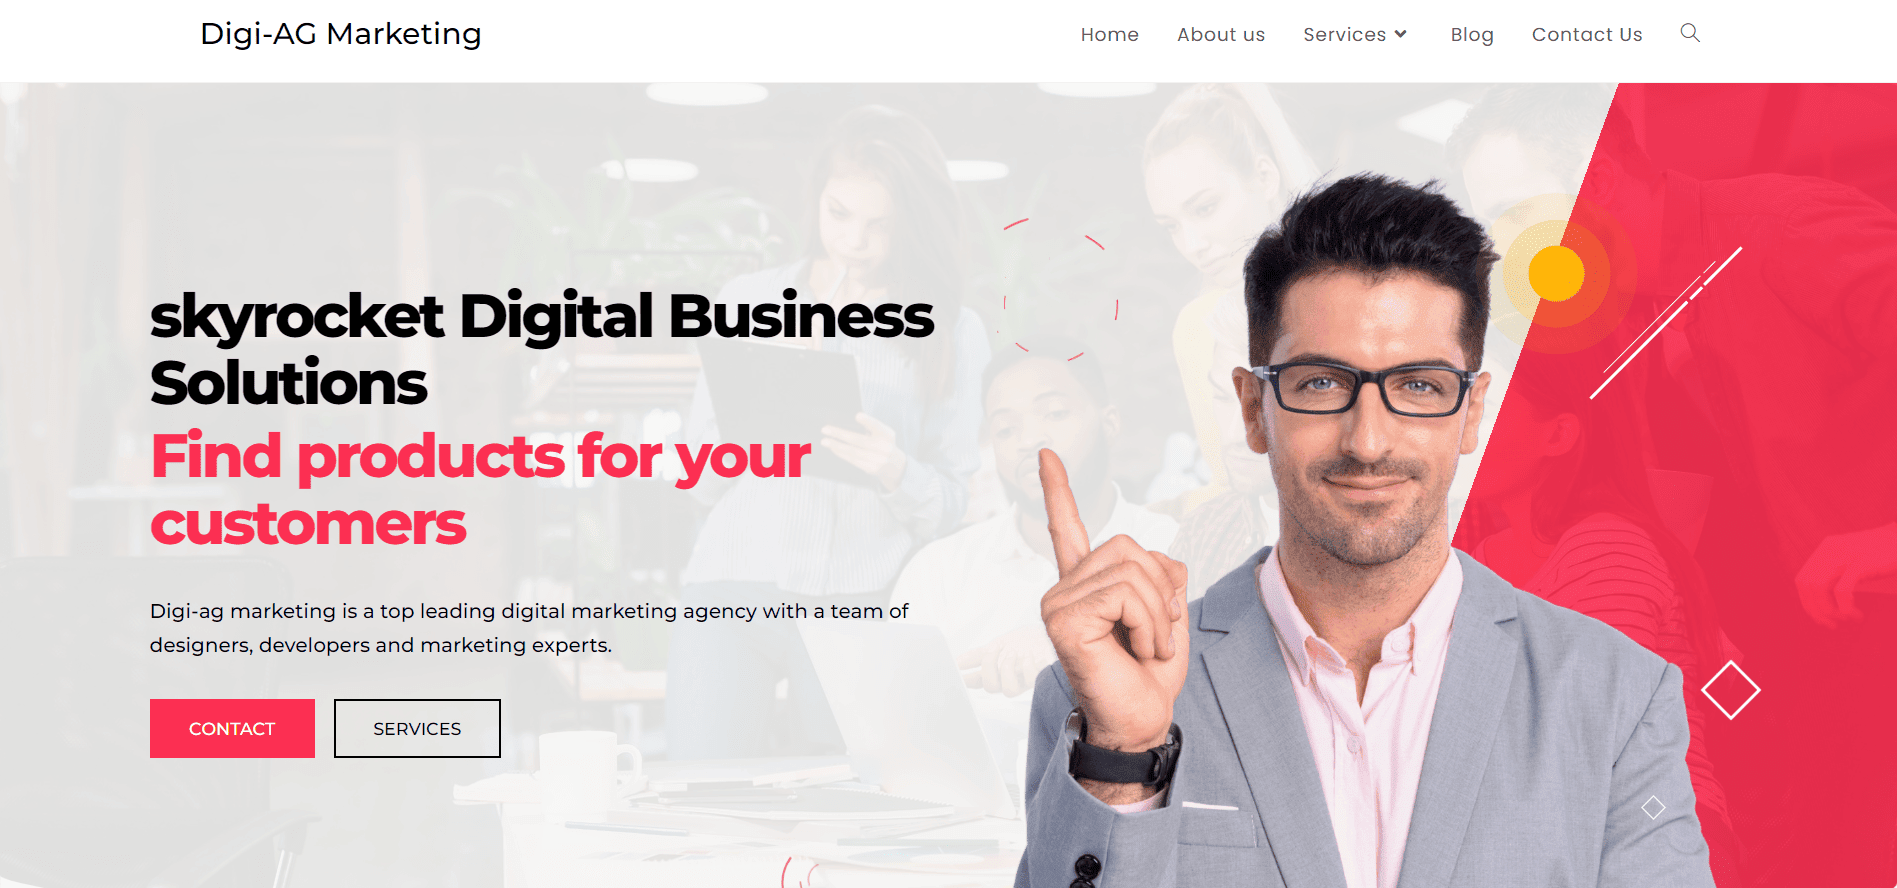 Digi-AG Marketing
Home About us Services Blog Contact Us
skyrocket Digital Business
Solutions
Find products for your
customers
Digi-ag marketing is a top leading digital marketing agency with a team of
designers, developers and marketing experts.
CONTACT SERVICES